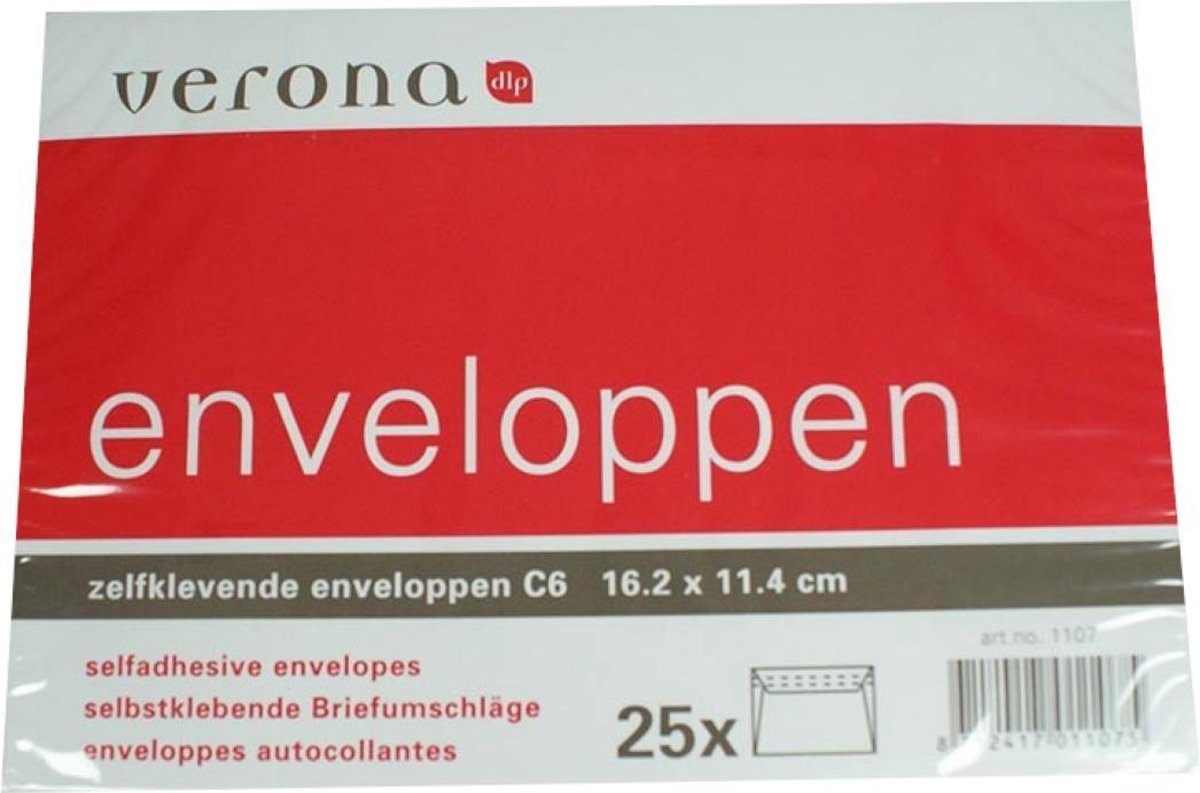 verona dlp
enveloppen
zelfklevende enveloppen C6 16.2 x 11.4 cm
selfadhesive envelopes
selbstklebende Briefumschläge
enveloppes autocollantes
25x
art.no. 1107